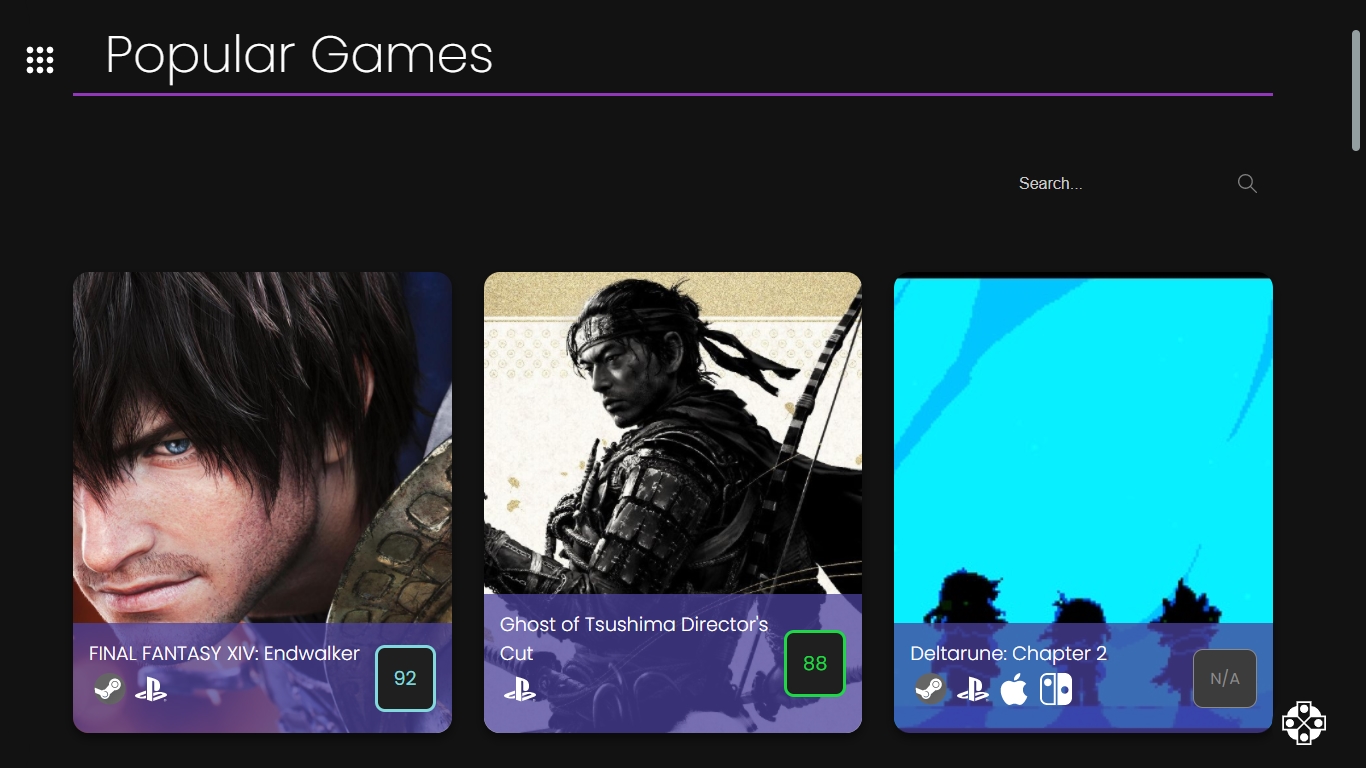 Popular Games
Search...
FINAL FANTASY XIV: Endwalker
92
Ghost of Tsushima Director's
Cut
88
Deltarune: Chapter 2
N/A